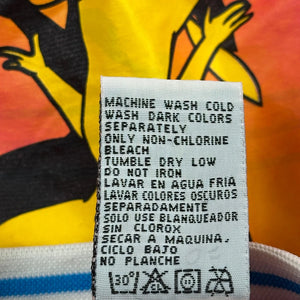 MACHINE WASH COLD
WASH DARK COLORS
SEPARATELY
ONLY NON-CHLORINE
BLEACH
TUMBLE DRY LOW
DO NOT IRON
LAVAR EN AGUA FRIA
LAVAR COLORES OSCUROS
SEPARADAMENTE
SOLO USE BLANQUEADOR
SIN CLOROX
SECAR A MAQUINA,
CICLO BAJO
NO PLANCHE
30°